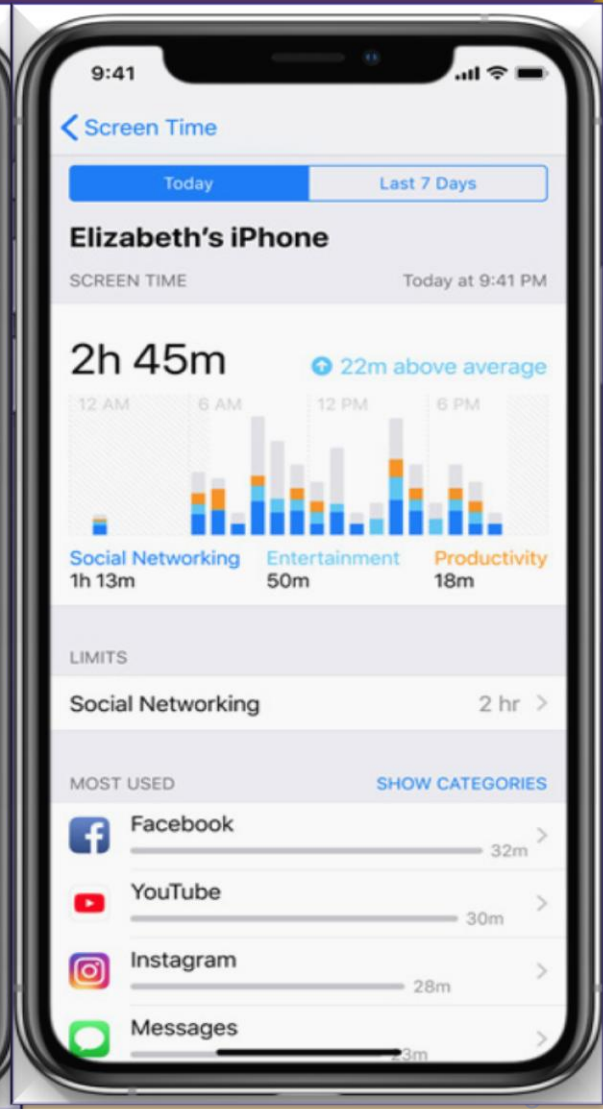 9:41
Screen Time
Today Last 7 Days
Elizabeth's iPhone
SCREEN TIME Today at 9:41 PM
2h 45m 22m above average
12 AM 6 AM 12 PM 6 PM
Social Networking Entertainment Productivity
1h 13m 50m 18m
LIMITS
Social Networking 2 hr
MOST USED SHOW CATEGORIES
Facebook
32m
YouTube
30m
Instagram
28m
Messages
23m